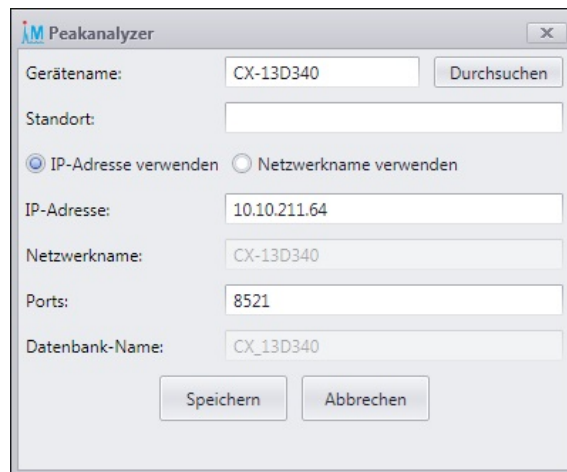 M Peakanalyzer
Gerätename: CX-13D340 Durchsuchen
Standort:
IP-Adresse verwenden Netzwerkname verwenden
IP-Adresse: 10.10.211.64
Netzwerkname: CX-13D340
Ports: 8521
Datenbank-Name: CX_13D340
Speichern Abbrechen